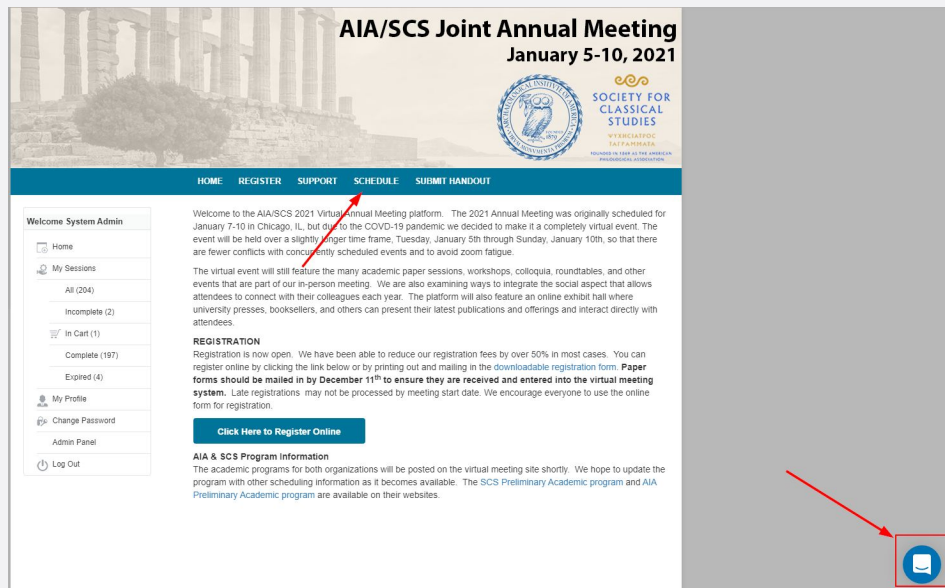 AIA/SCS Joint Annual Meeting
January 5-10, 2021
SOCIETY FOR
CLASSICAL
STUDIES
ΨΥΧΗΣΙΑΤΡΟΣ
ΤΑΓΡΑΜΜΑΤΑ
FOUNDED IN 1869 AS THE AMERICAN
PHILOLOGICAL ASSOCIATION
HOME REGISTER SUPPORT SCHEDULE SUBMIT HANDOUT
Welcome System Admin
Home
My Sessions
All (204)
Incomplete (2)
In Cart (1)
Complete (197)
Expired (4)
My Profile
Change Password
Admin Panel
Log Out
Welcome to the AIA/SCS 2021 Virtual Annual Meeting platform. The 2021 Annual Meeting was originally scheduled for
January 7-10 in Chicago, IL, but due to the COVD-19 pandemic we decided to make it a completely virtual event. The
event will be held over a slightly longer time frame, Tuesday, January 5th through Sunday, January 10th, so that there
are fewer conflicts with concurrently scheduled events and to avoid zoom fatigue.
The virtual event will still feature the many academic paper sessions, workshops, colloquia, roundtables, and other
events that are part of our in-person meeting. We are also examining ways to integrate the social aspect that allows
attendees to connect with their colleagues each year. The platform will also feature an online exhibit hall where
university presses, booksellers, and others can present their latest publications and offerings and interact directly with
attendees.
REGISTRATION
Registration is now open. We have been able to reduce our registration fees by over 50% in most cases. You can
register online by clicking the link below or by printing out and mailing in the downloadable registration form. Paper
forms should be mailed in by December 11th to ensure they are received and entered into the virtual meeting
system. Late registrations may not be processed by meeting start date. We encourage everyone to use the online
form for registration.
Click Here to Register Online
AIA & SCS Program Information
The academic programs for both organizations will be posted on the virtual meeting site shortly. We hope to update the
program with other scheduling information as it becomes available. The SCS Preliminary Academic program and AIA
Preliminary Academic program are available on their websites.